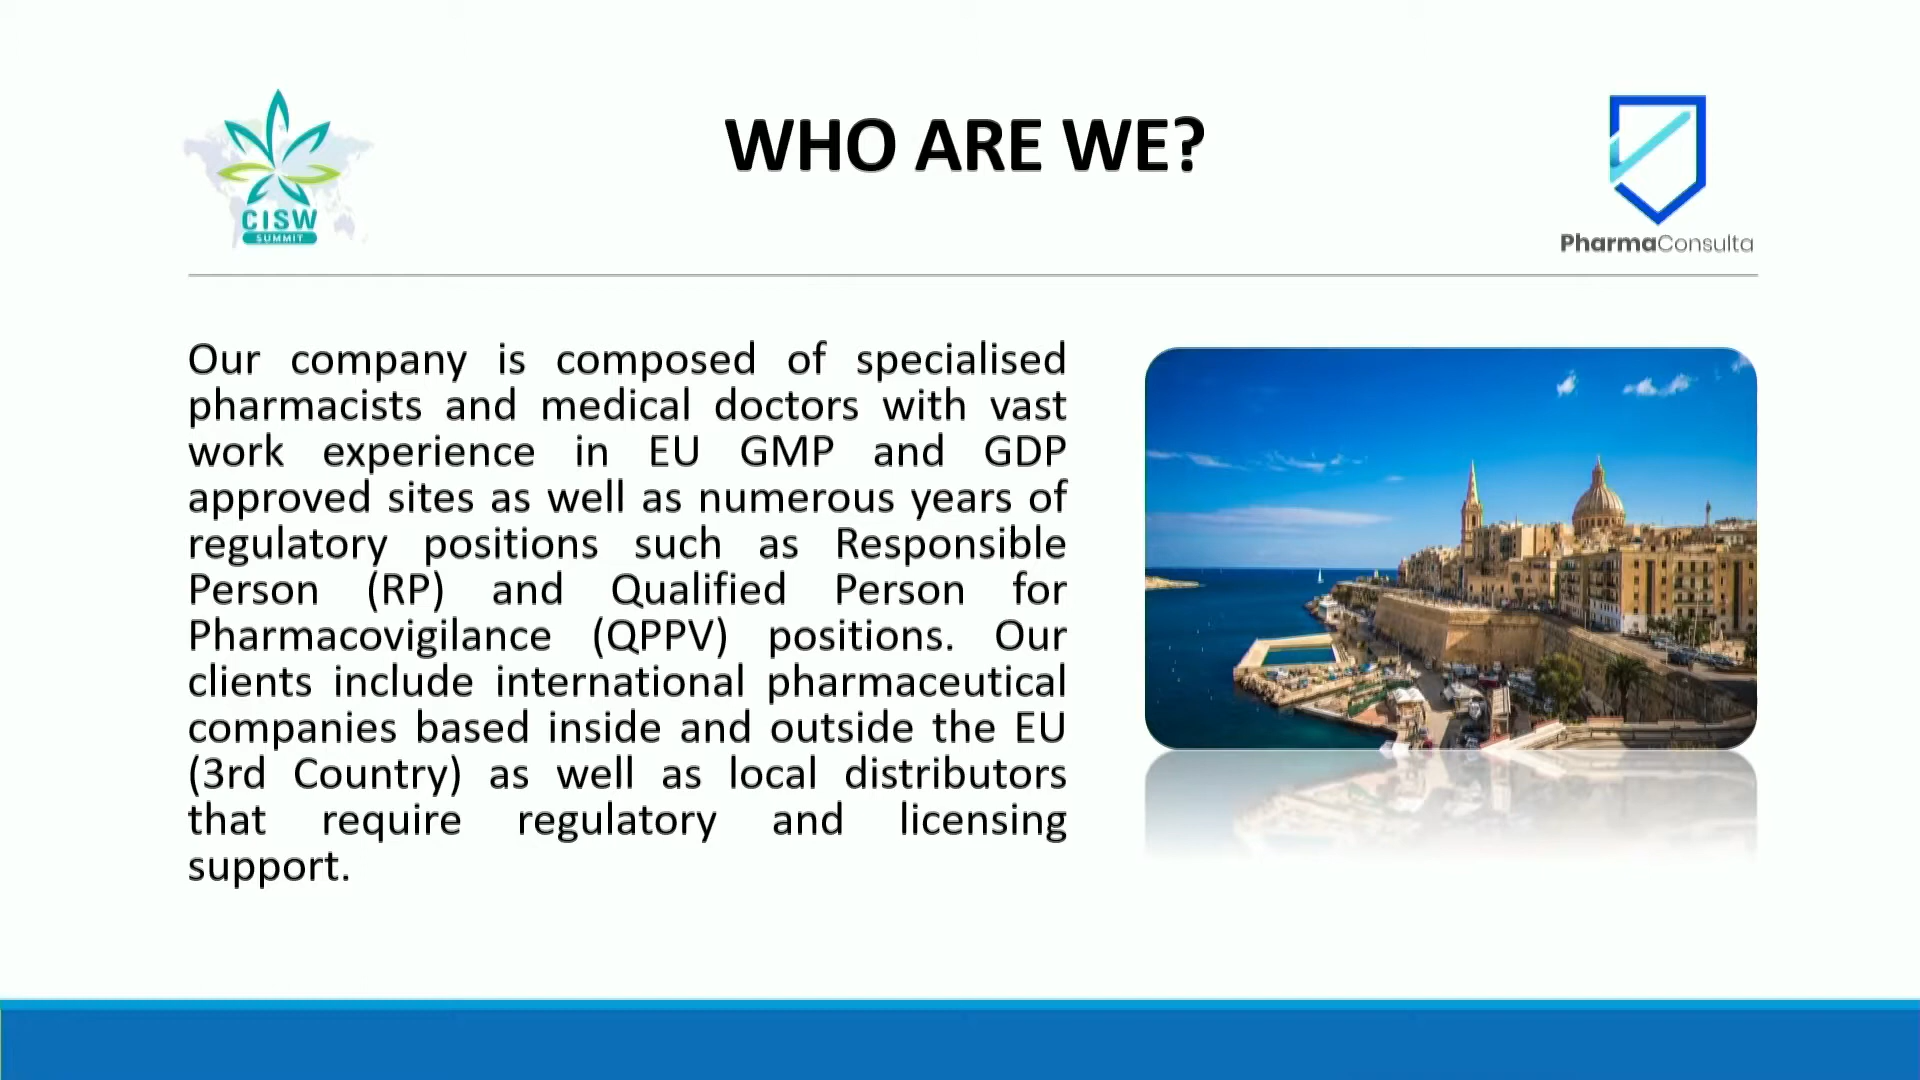 CISW
SUMMIT
WHO ARE WE?
PharmaConsulta
Our company is composed of specialised
pharmacists and medical doctors with vast
work experience in EU GMP and GDP
approved sites as well as numerous years of
regulatory positions such as Responsible
Person (RP) and Qualified Person for
Pharmacovigilance (QPPV) positions. Our
clients include international pharmaceutical
companies based inside and outside the EU
(3rd Country) as well as local distributors
that require regulatory and licensing
support.